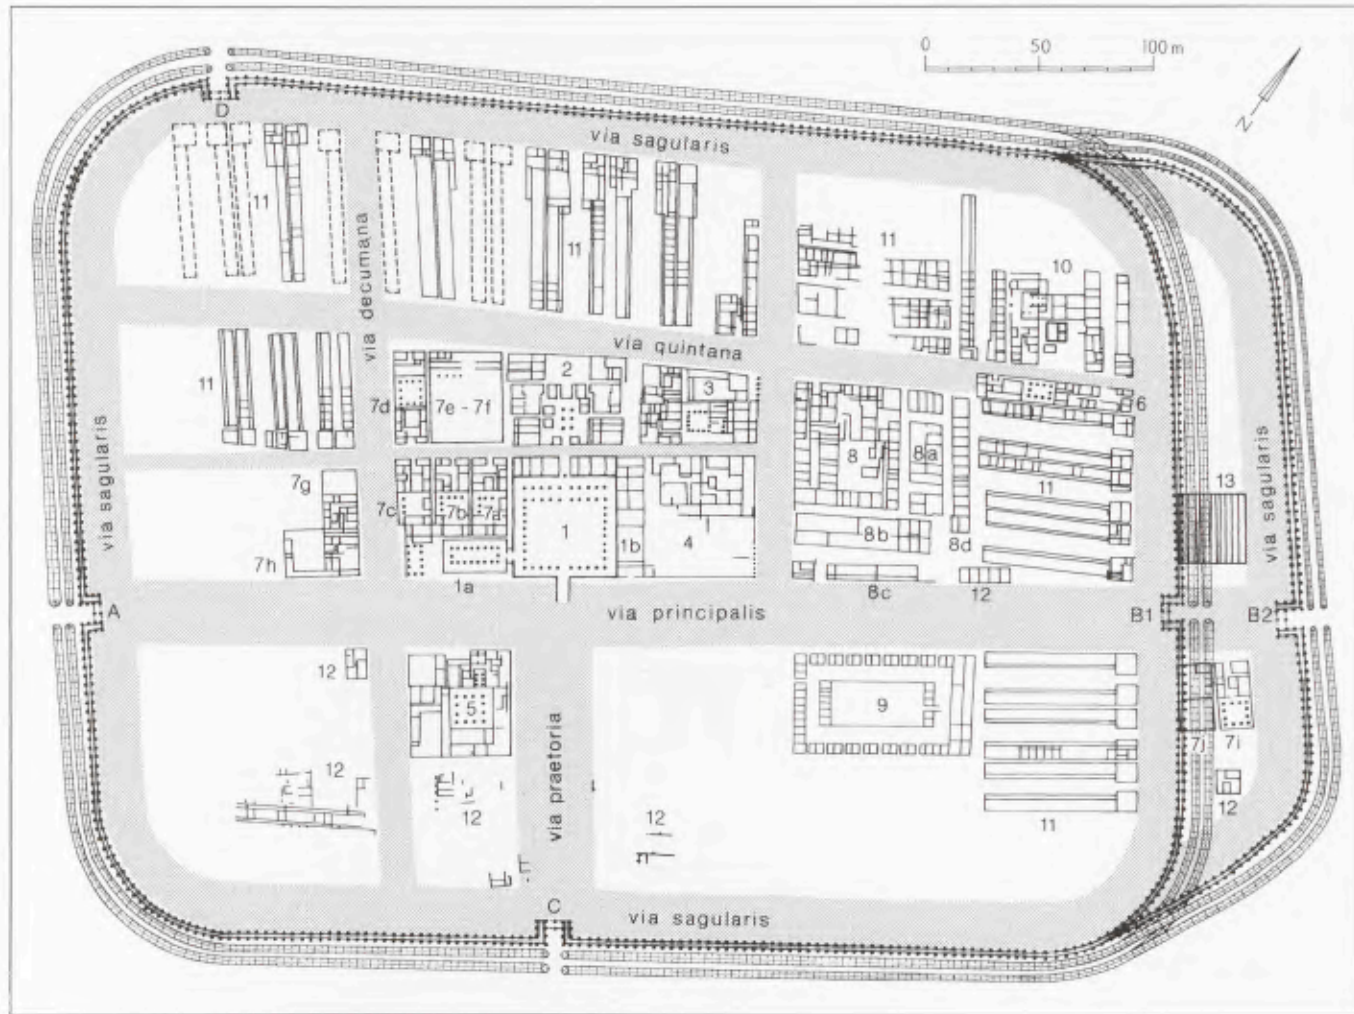 0 50 100 m
N
D
via sagularis
11
11
via decumana
11
11
10
via quintana
11
7d
7e - 7f
2
3
6
8
8a
11
via sagularis
7g
7c
7b
7a
1
1b
4
8b
8d
13
via sagularis
7h
1a
8c
12
A
via principalis
B1
B2
12
5
9
7j
7i
via praetoria
12
12
12
11
12
C
via sagularis